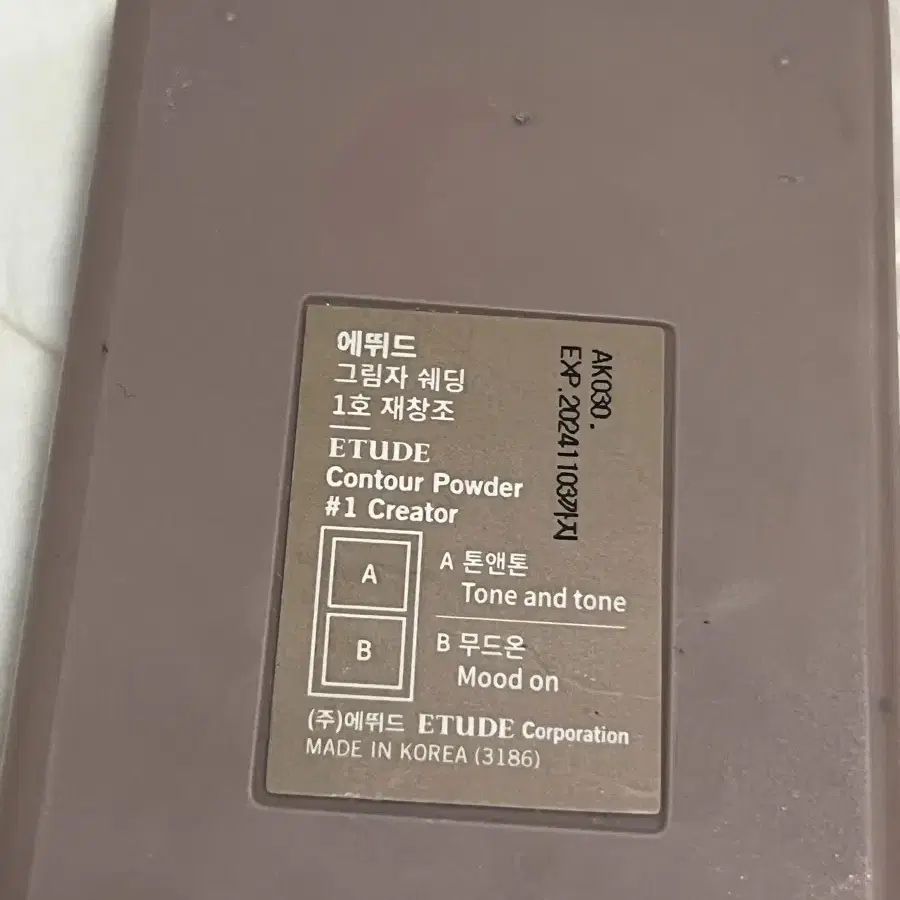 에뛰드
그림자 쉐딩
1호 재창조
ETUDE
Contour Powder
#1 Creator
AK030.
EXP.20241103까지
A
B
A 톤앤톤
Tone and tone
B 무드온
Mood on
(주)에뛰드 ETUDE Corporation
MADE IN KOREA (3186)